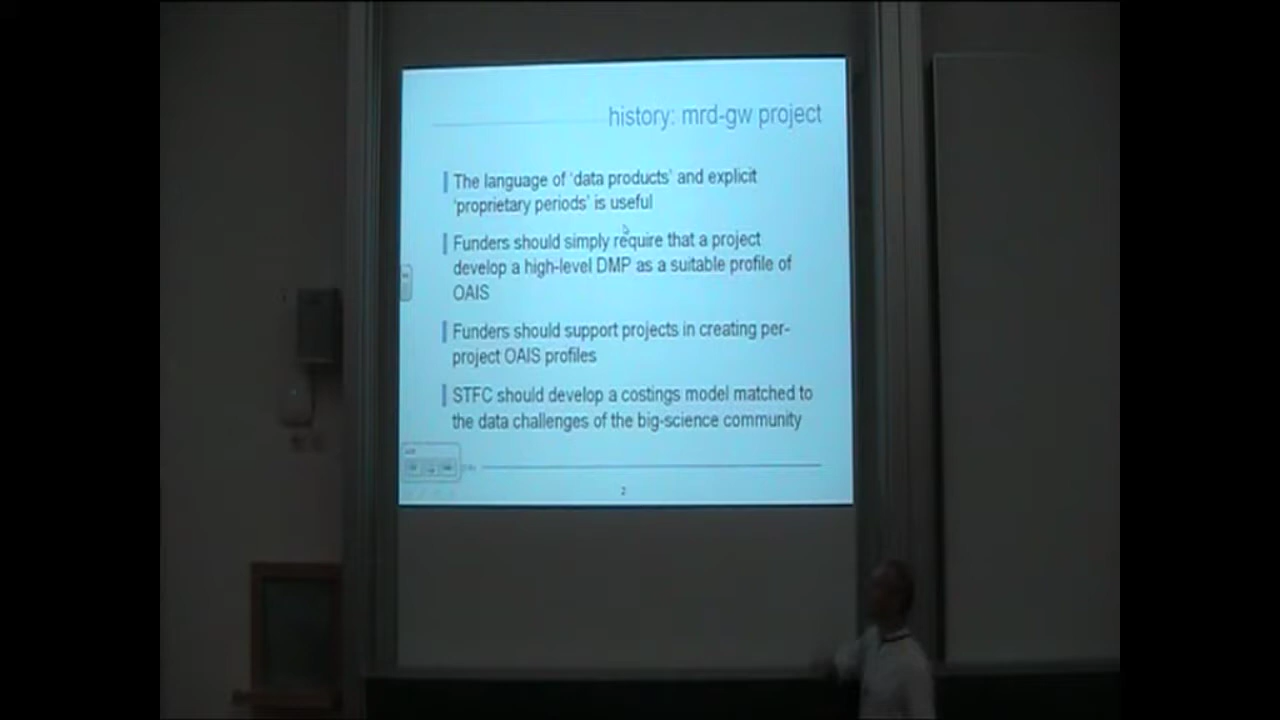 history: mrd-gw project
The language of 'data products' and explicit
'proprietary periods' is useful
Funders should simply require that a project
develop a high-level DMP as a suitable profile of
OAIS
Funders should support projects in creating per-
project OAIS profiles
STFC should develop a costings model matched to
the data challenges of the big-science community
2